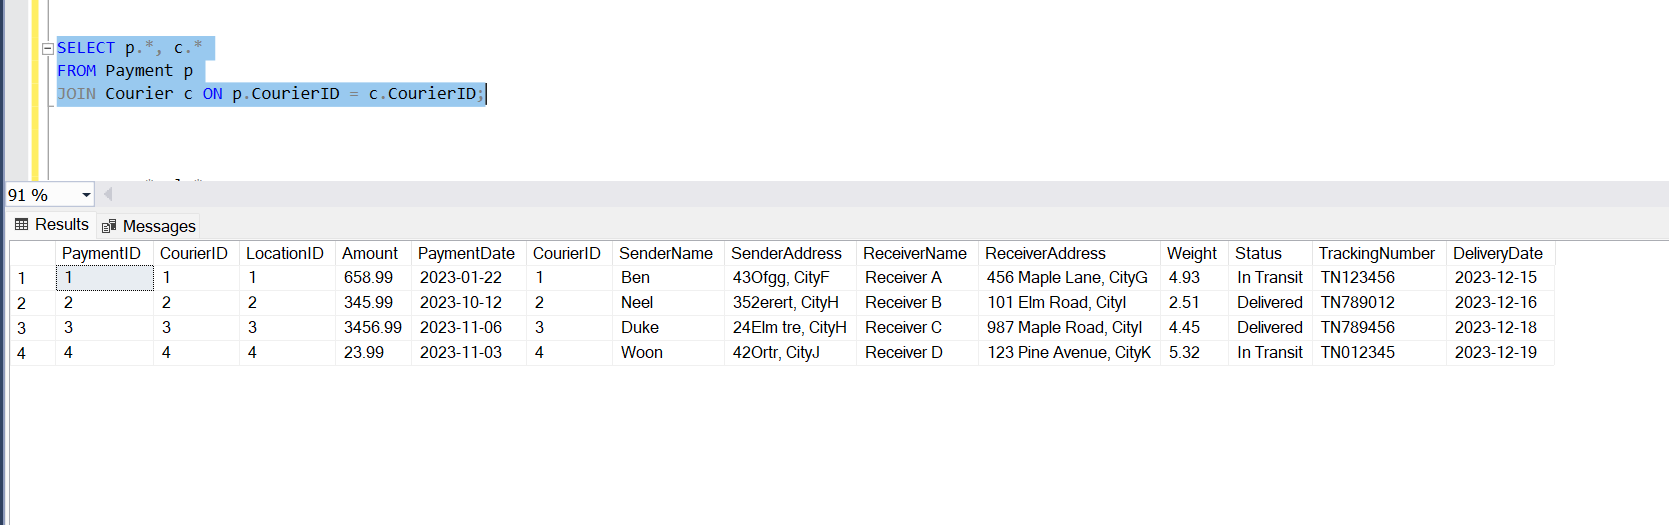 SELECT p.*, c.*
FROM Payment p
JOIN Courier c ON p.CourierID = c.CourierID;
91 %
Results Messages
PaymentID CourierID LocationID Amount PaymentDate CourierID SenderName SenderAddress ReceiverName ReceiverAddress Weight Status TrackingNumber DeliveryDate
1 1 1 1 658.99 2023-01-22 1 Ben 43Ofgg, CityF Receiver A 456 Maple Lane, CityG 4.93 In Transit TN123456 2023-12-15
2 2 2 2 345.99 2023-10-12 2 Neel 352erert, CityH Receiver B 101 Elm Road, CityI 2.51 Delivered TN789012 2023-12-16
3 3 3 3 3456.99 2023-11-06 3 Duke 24Elm tre, CityH Receiver C 987 Maple Road, CityI 4.45 Delivered TN789456 2023-12-18
4 4 4 4 23.99 2023-11-03 4 Woon 42Ortr, CityJ Receiver D 123 Pine Avenue, CityK 5.32 In Transit TN012345 2023-12-19